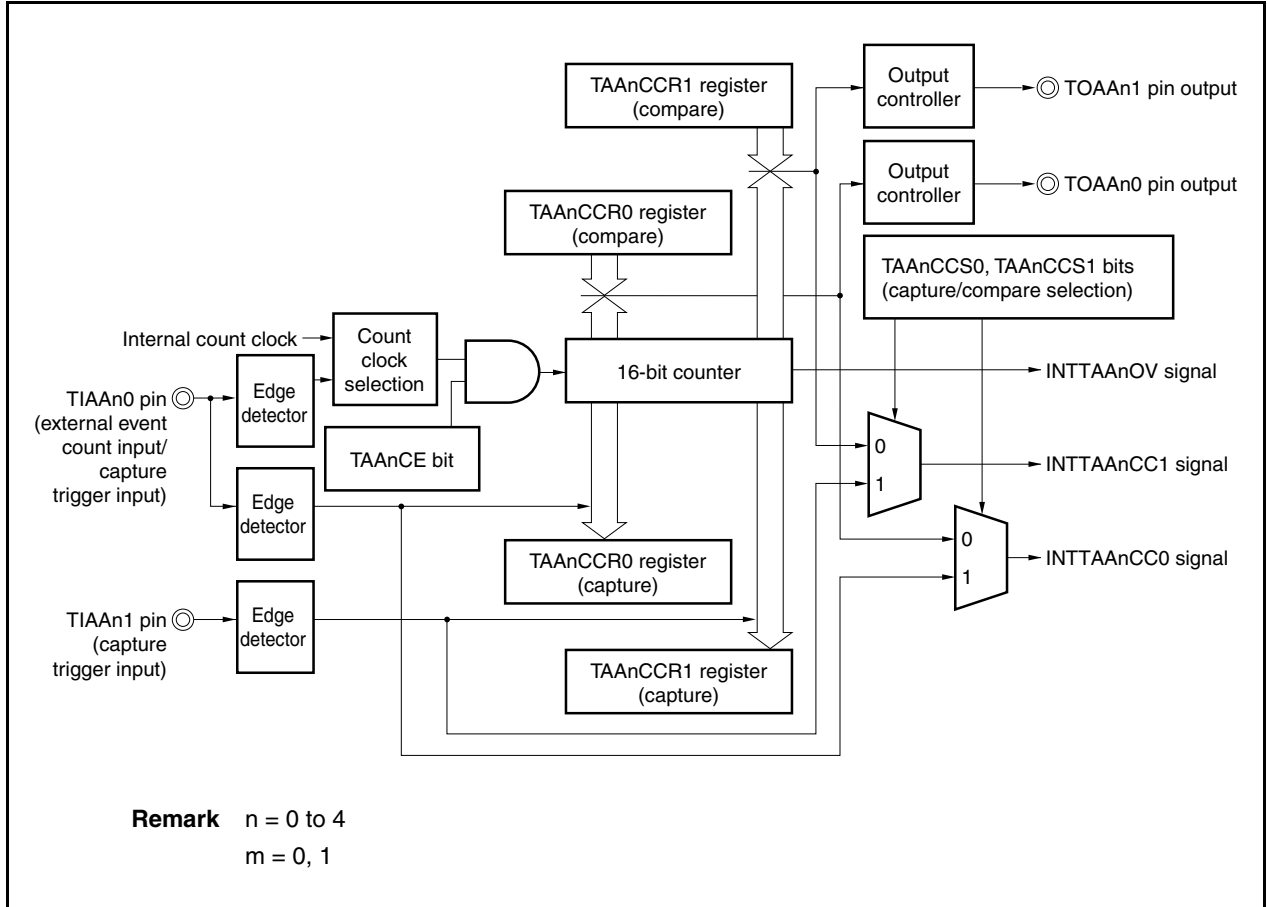 TAAnCCR1 register
(compare)
Output
controller
TOAAn1 pin output
Output
controller
TOAAn0 pin output
TAAnCCR0 register
(compare)
TAAnCCS0, TAAnCCS1 bits
(capture/compare selection)
Internal count clock
Count
clock
selection
16-bit counter
INTTAAnOV signal
TIAAn0 pin
(external event
count input/
capture
trigger input)
Edge
detector
TAAnCE bit
0
1
INTTAAnCC1 signal
Edge
detector
TAAnCCR0 register
(capture)
0
1
INTTAAnCC0 signal
TIAAn1 pin
(capture
trigger input)
Edge
detector
TAAnCCR1 register
(capture)
Remark n = 0 to 4
m = 0, 1